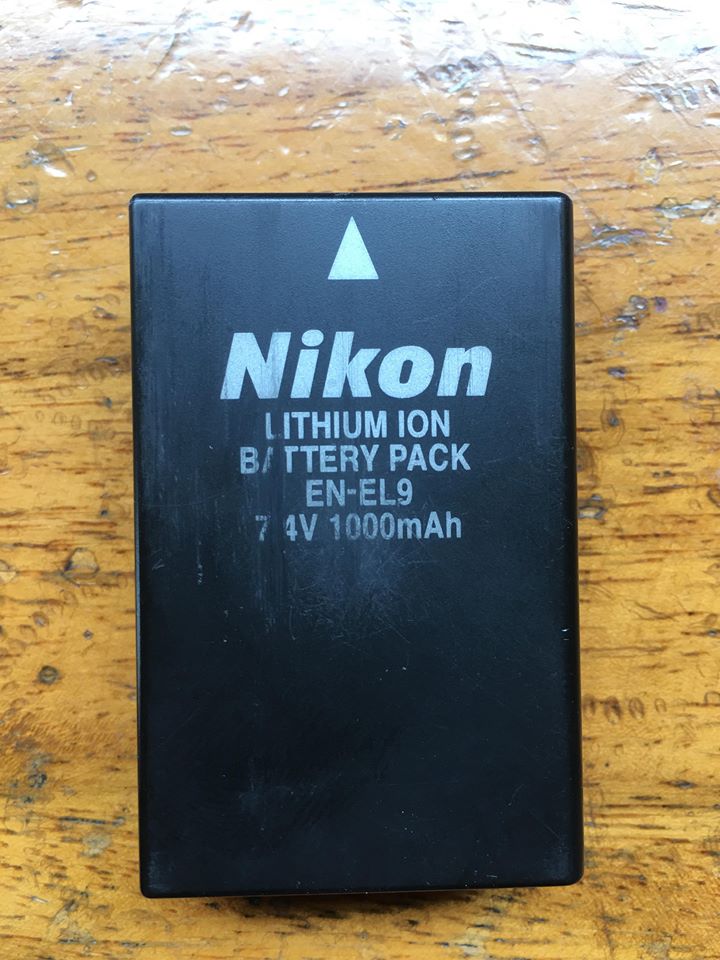 Nikon
LITHIUM ION
BATTERY PACK
EN-EL9
7.4V 1000mAh